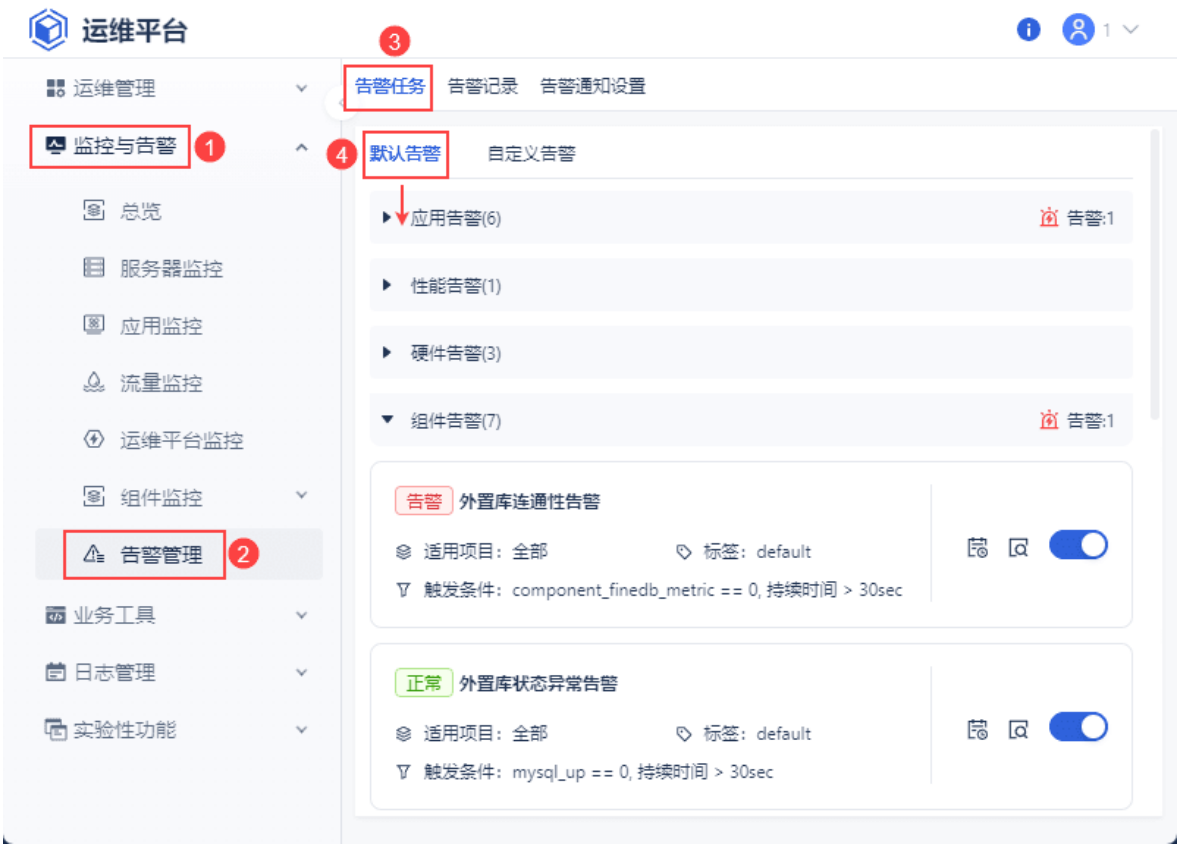 运维平台
1
3
运维管理
告警任务 告警记录 告警通知设置
监控与告警 1
4 默认告警 自定义告警
总览
应用告警(6) 告警:1
服务器监控
性能告警(1)
应用监控
硬件告警(3)
流量监控
组件告警(7) 告警:1
运维平台监控
组件监控
告警 外置库连通性告警
告警管理 2
适用项目: 全部 标签: default
触发条件: component_finedb_metric == 0, 持续时间 > 30sec
业务工具
日志管理
正常 外置库状态异常告警
实验性功能
适用项目: 全部 标签: default
触发条件: mysql_up == 0, 持续时间 > 30sec